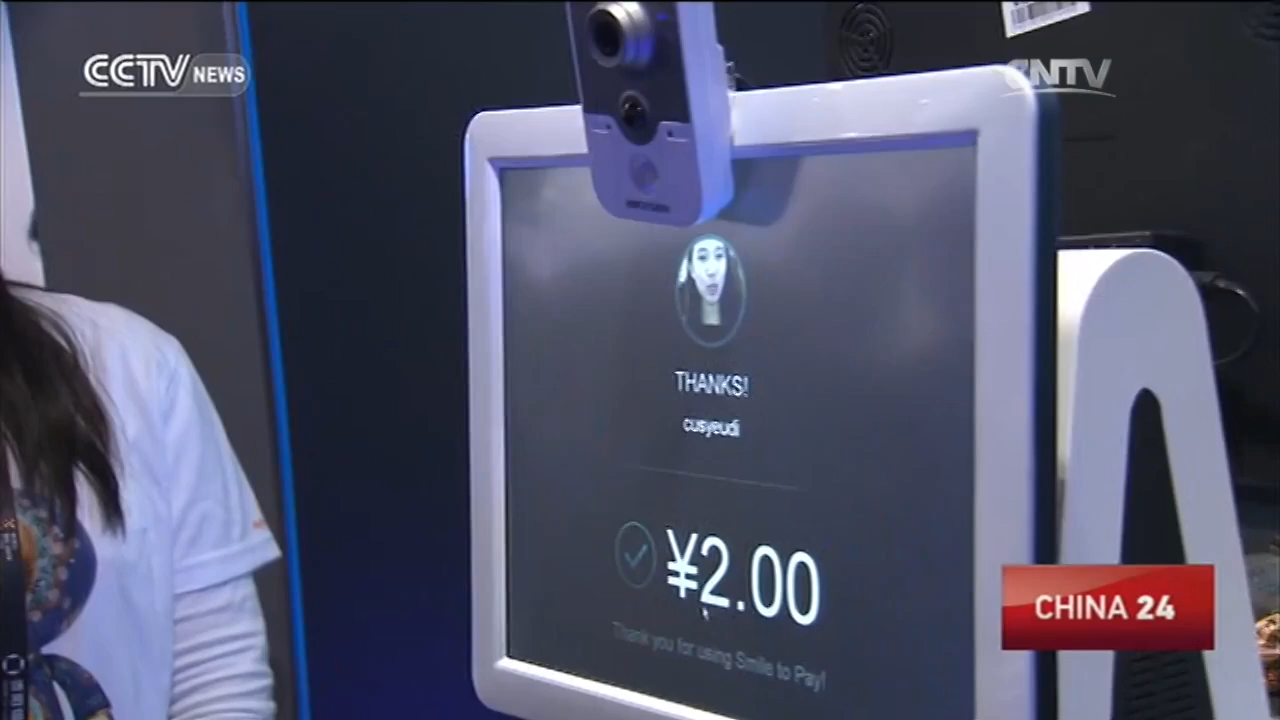 CCTV NEWS
CNTV
THANKS!
cusyeudi
¥2.00
Thank you for using Smile to Pay!
CHINA 24